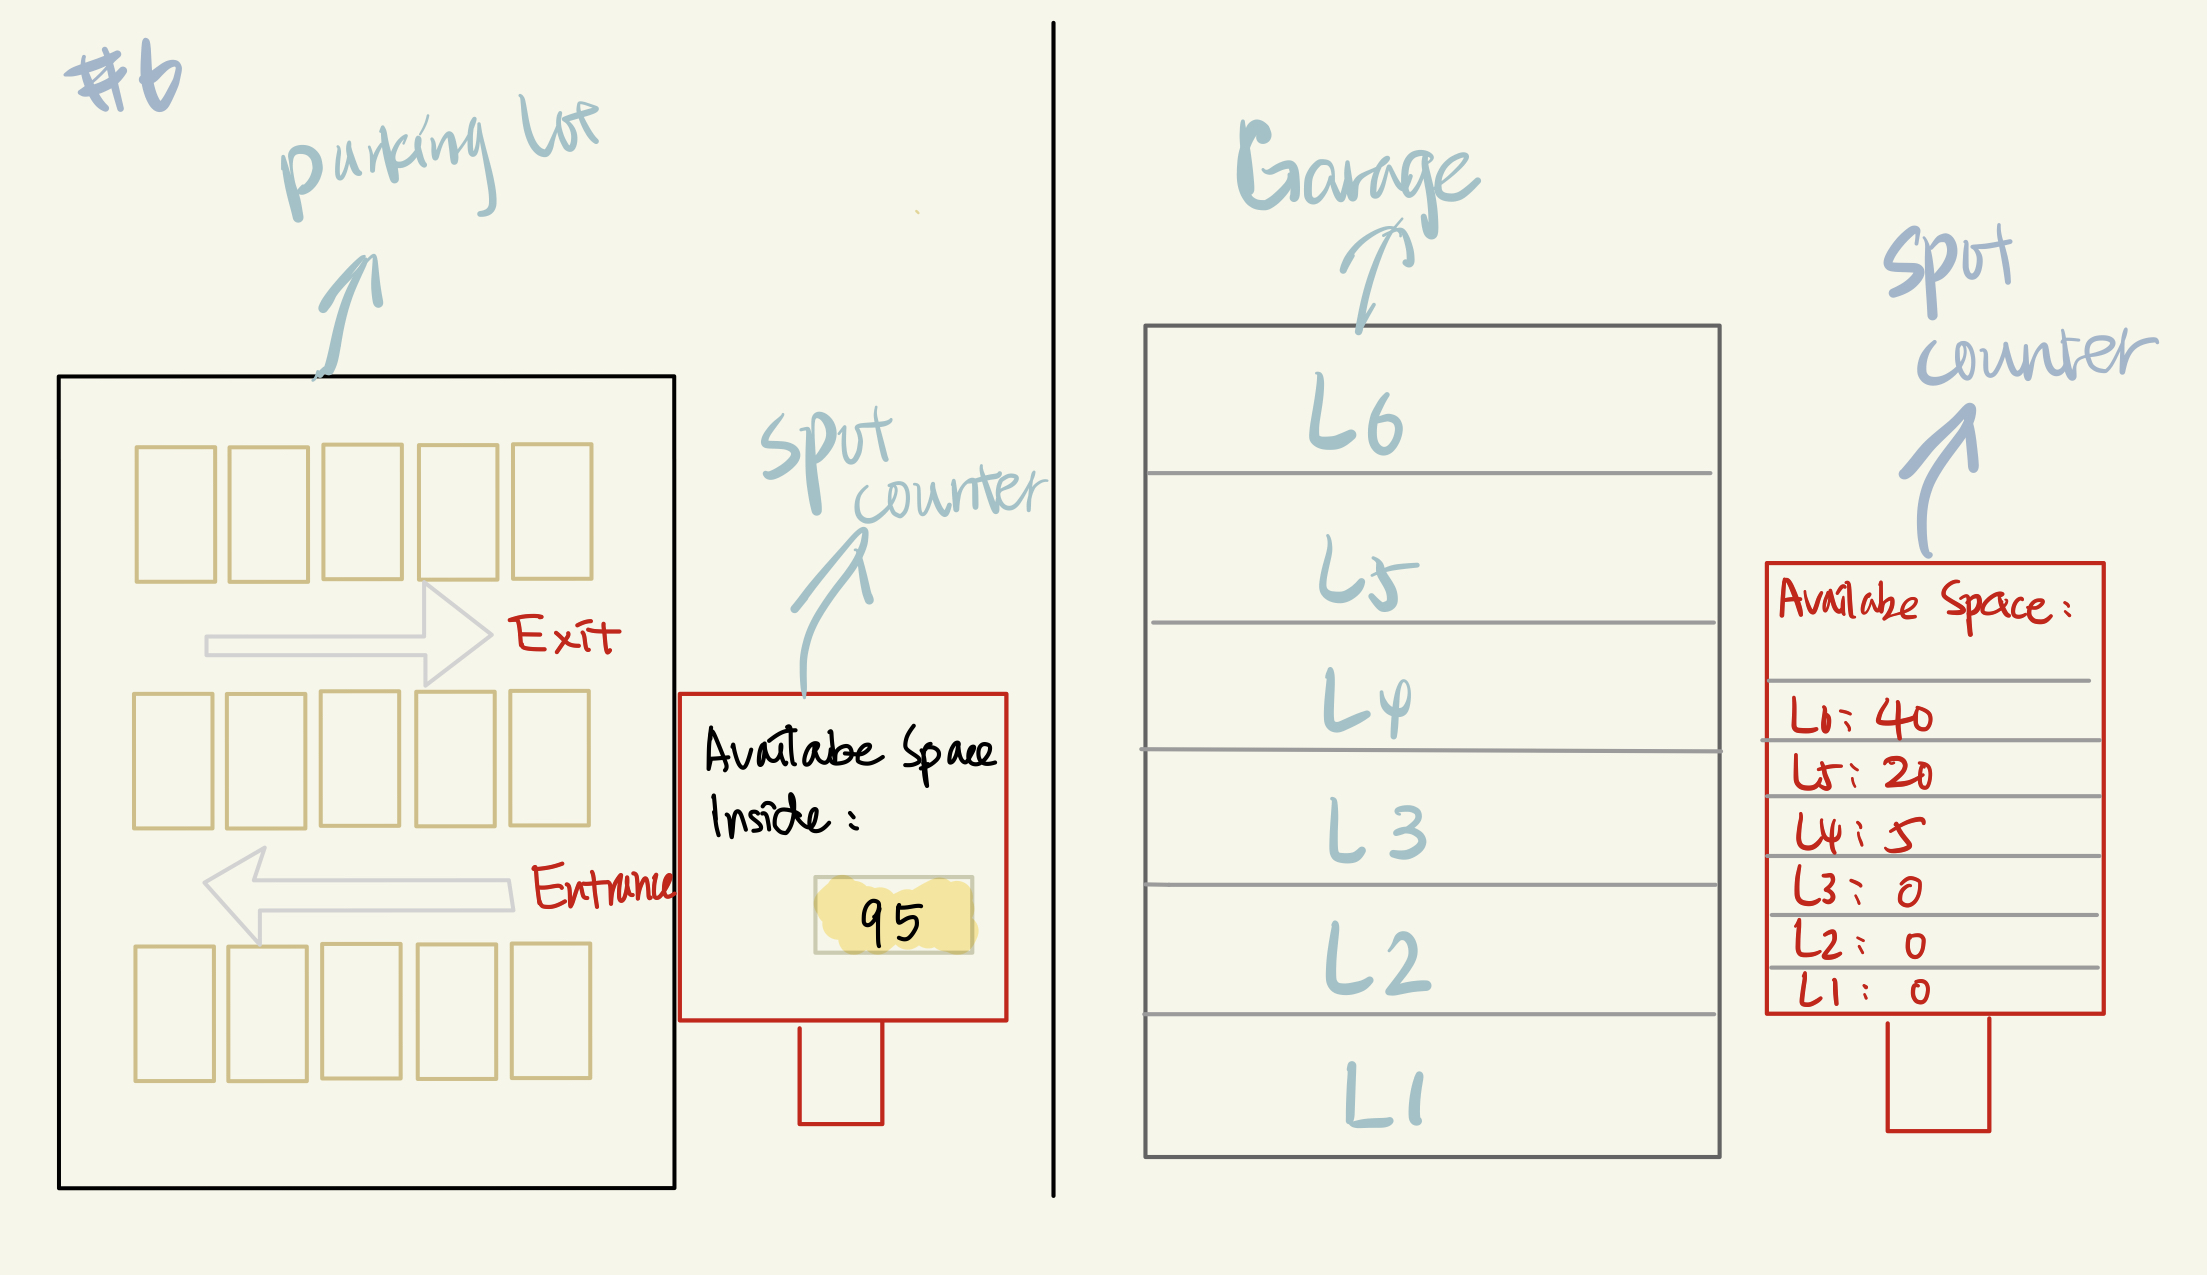 #6
parking lot
Exit
Entrance
spot
counter
Availabe Space
Inside:
95
Garage
L6
L5
L4
L3
L2
L1
spot
counter
Availabe Space:
L6: 40
L5: 20
L4: 5
L3: 0
L2: 0
L1: 0